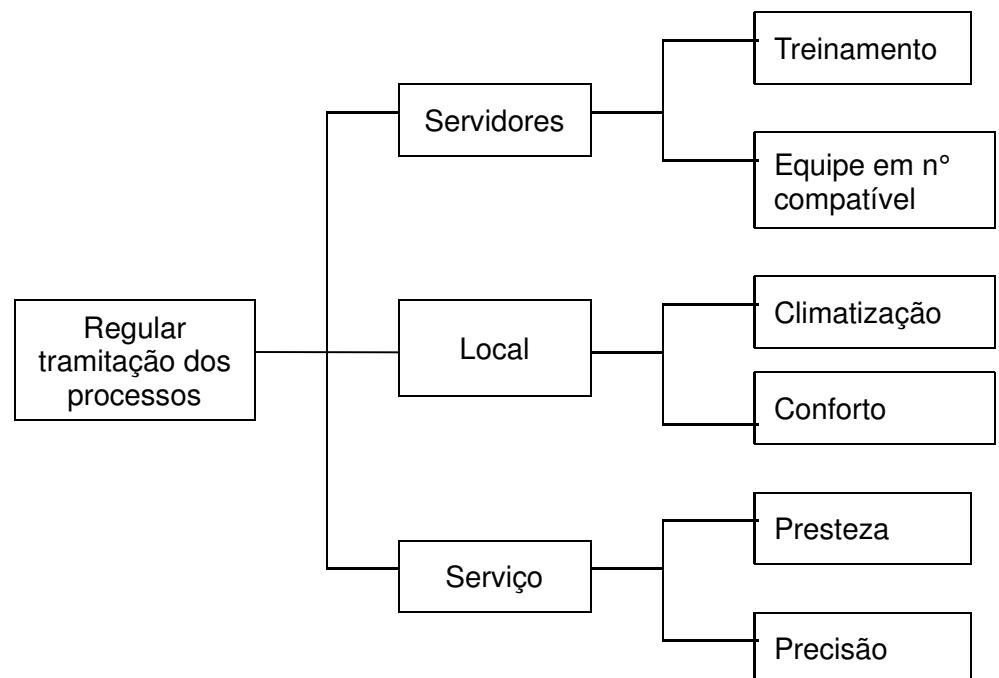 Treinamento
Servidores
Equipe em n°
compatível
Regular
tramitação dos
processos
Local
Climatização
Conforto
Serviço
Presteza
Precisão